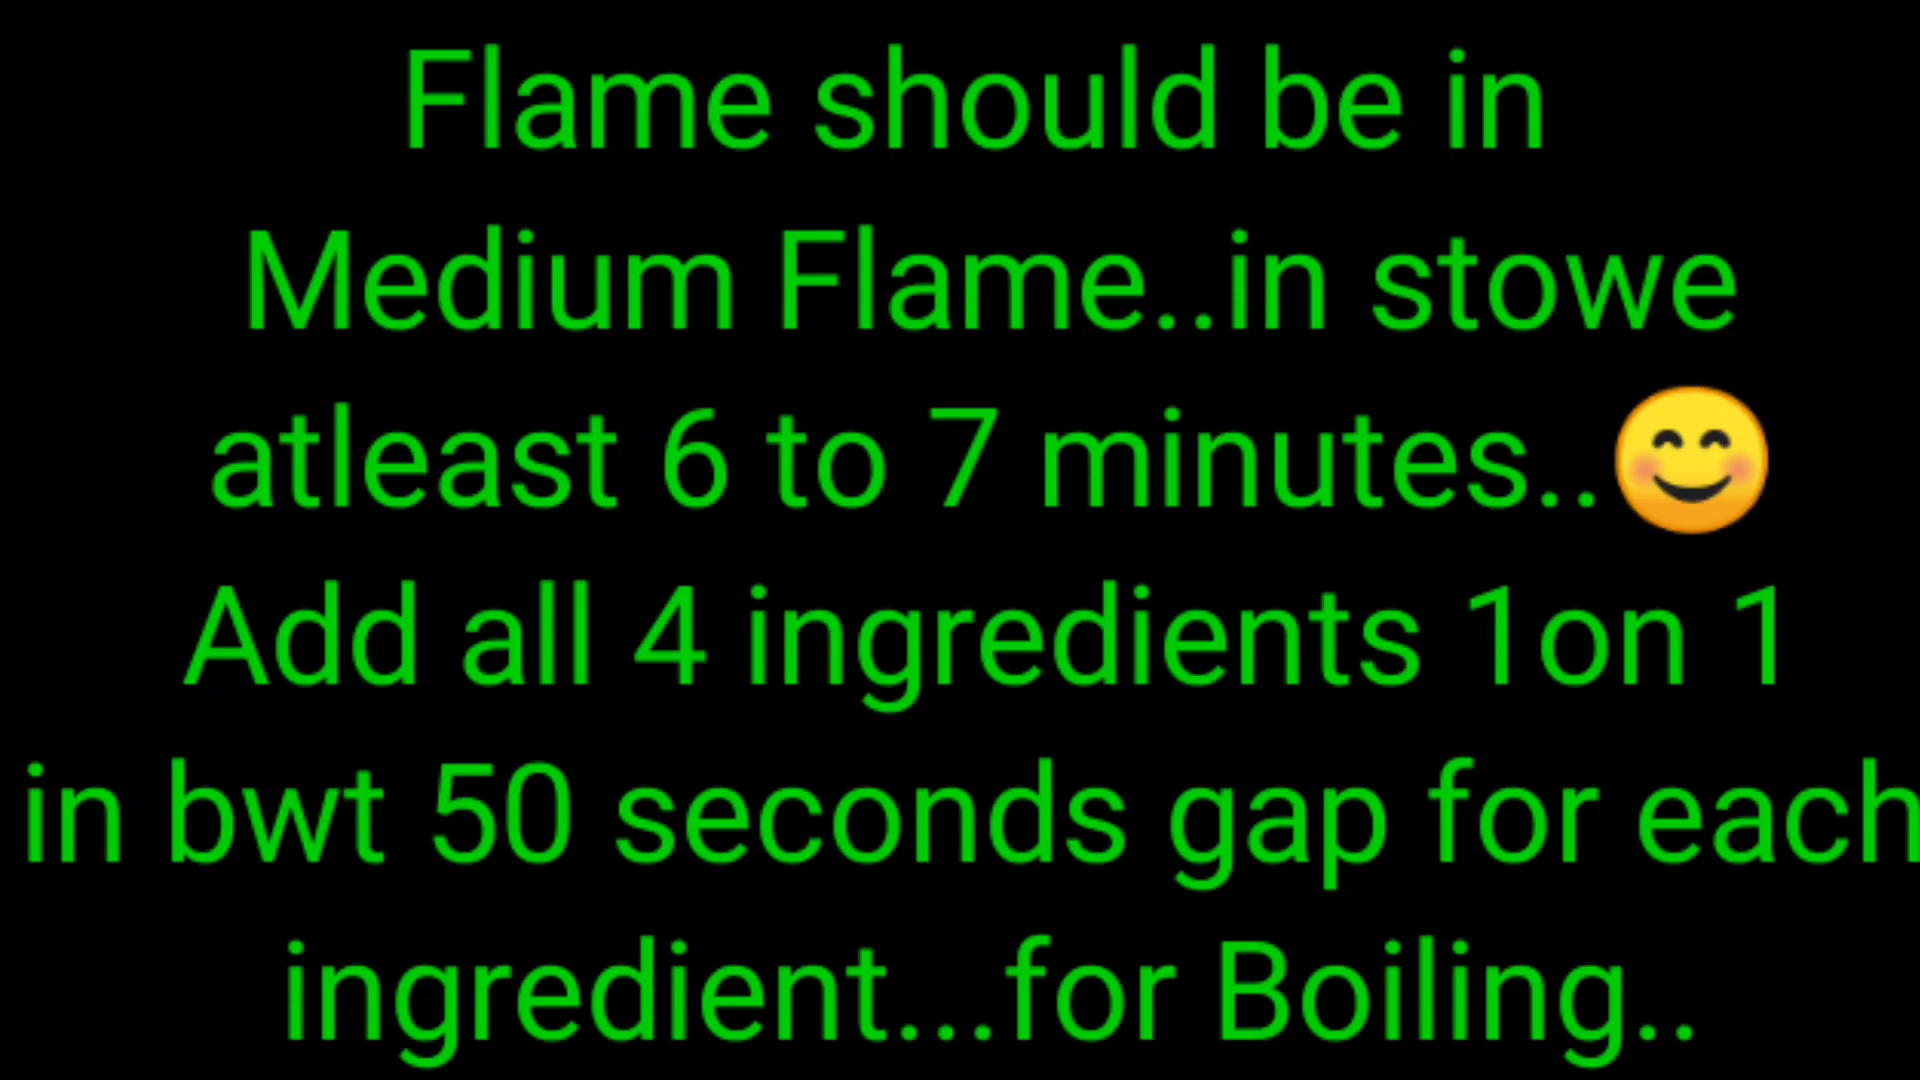 Flame should be in
Medium Flame..in stowe
atleast 6 to 7 minutes..😊
Add all 4 ingredients 1on 1
in bwt 50 seconds gap for each
ingredient...for Boiling..